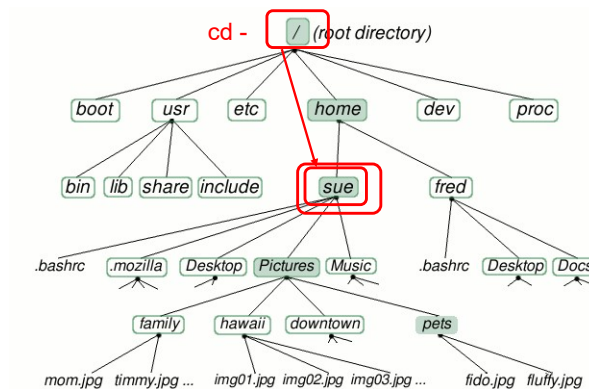 cd - / (root directory)
boot usr etc home dev proc
bin lib share include sue fred
.bashrc .mozilla Desktop Pictures Music .bashrc Desktop Docs
family hawaii downtown pets
mom.jpg timmy.jpg ... img01.jpg img02.jpg img03.jpg ... fido.jpg fluffy.jpg